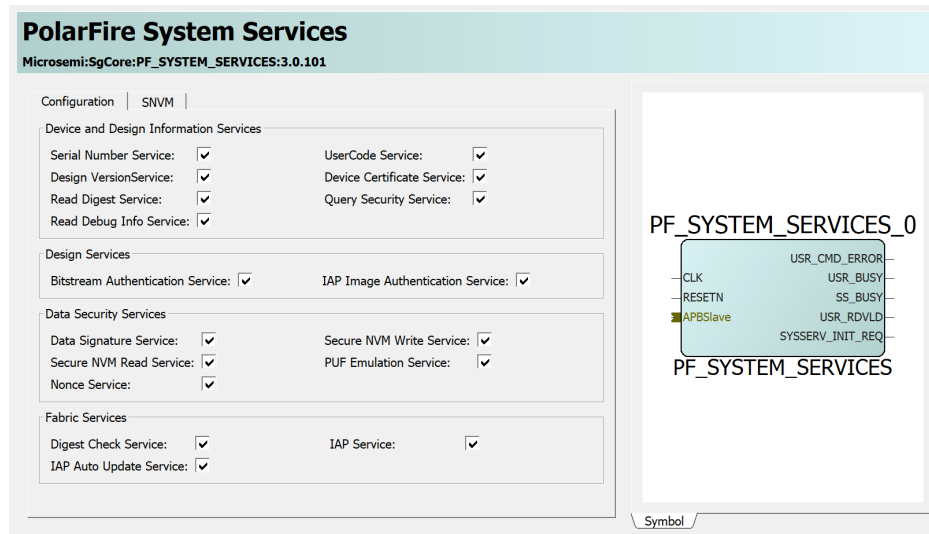 PolarFire System Services
Microsemi:SgCore:PF_SYSTEM_SERVICES:3.0.101
Configuration SNVM
Device and Design Information Services
Serial Number Service: UserCode Service:
Design VersionService: Device Certificate Service:
Read Digest Service: Query Security Service:
Read Debug Info Service:
Design Services
Bitstream Authentication Service: IAP Image Authentication Service:
Data Security Services
Data Signature Service: Secure NVM Write Service:
Secure NVM Read Service: PUF Emulation Service:
Nonce Service:
Fabric Services
Digest Check Service: IAP Service:
IAP Auto Update Service:
PF_SYSTEM_SERVICES_0
USR_CMD_ERROR
CLK USR_BUSY
RESETN SS_BUSY
APBSlave USR_RDVLD
SYSSERV_INIT_REQ
PF_SYSTEM_SERVICES
Symbol